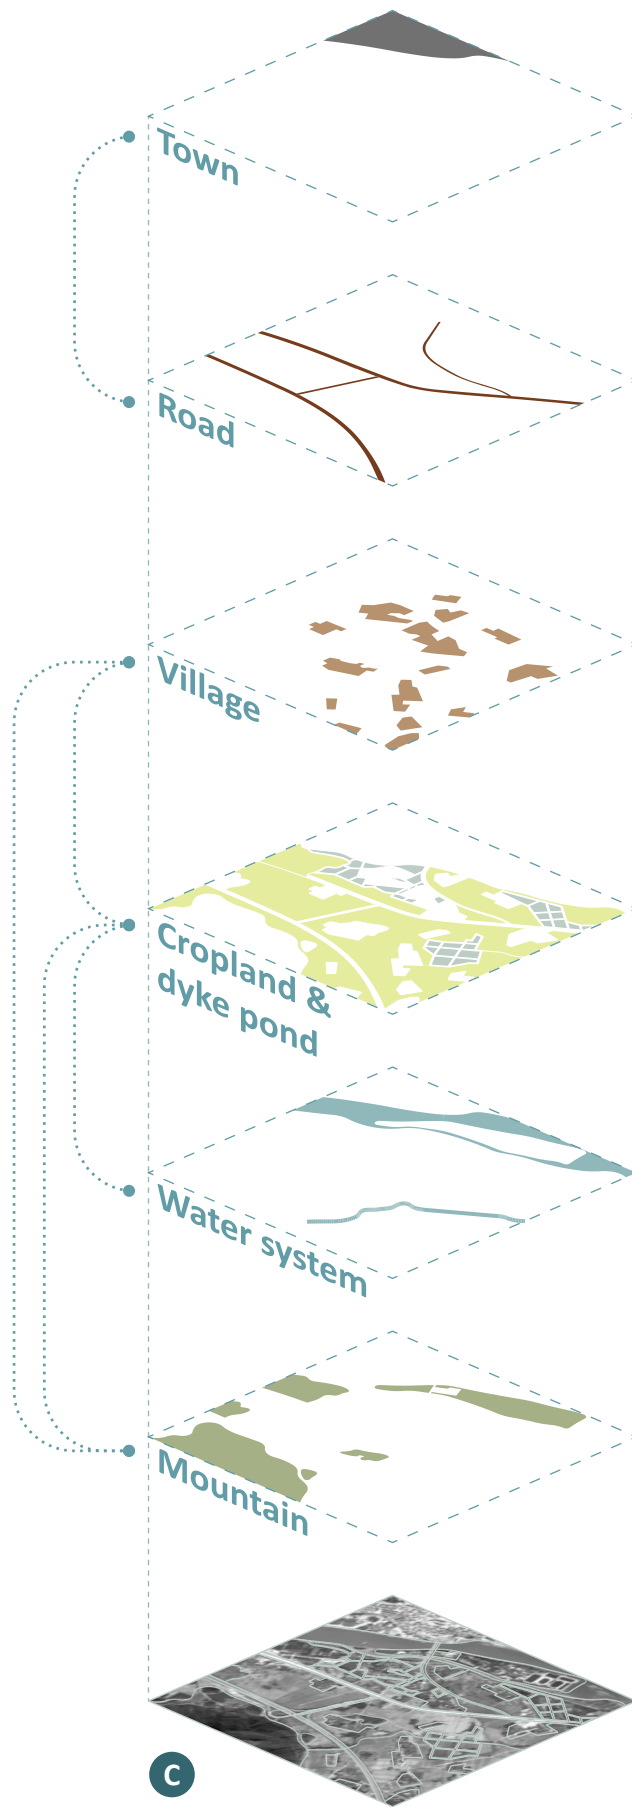 Town
Road
Village
Cropland &
dyke pond
Water system
Mountain
C